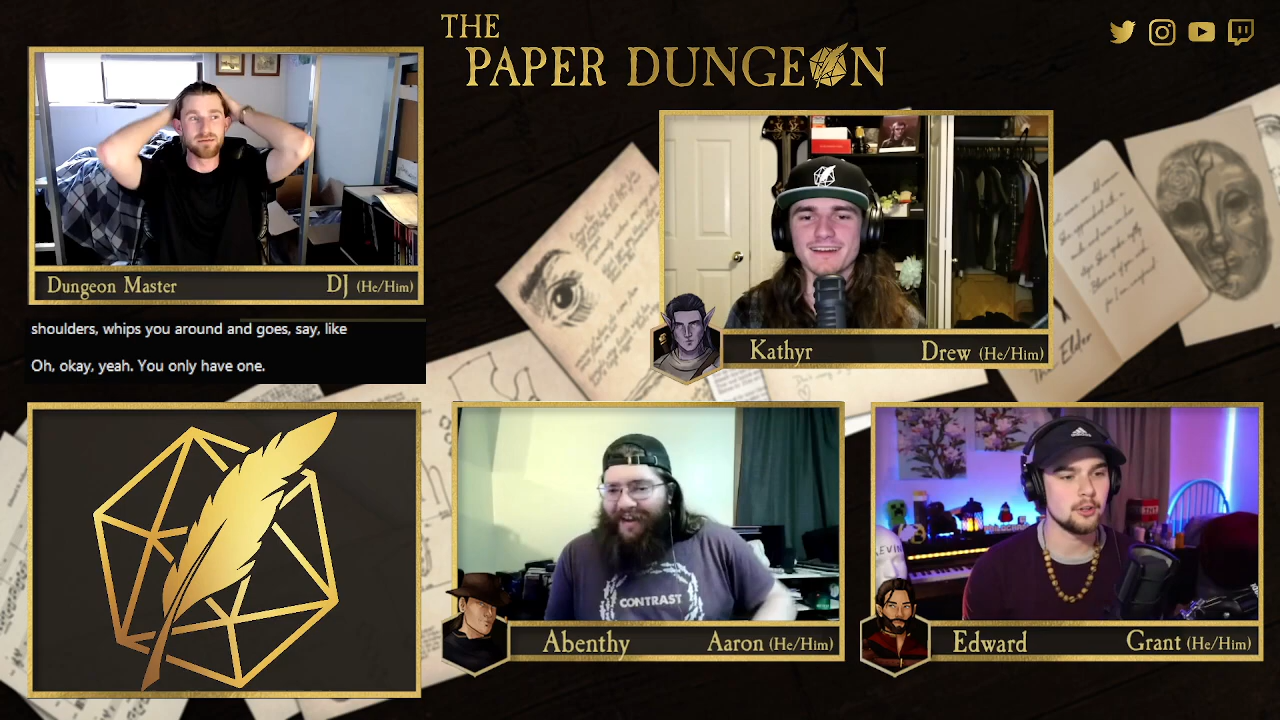 THE
PAPER DUNGEON
Dungeon Master DJ (He/Him)
shoulders, whips you around and goes, say, like
Oh, okay, yeah. You only have one.
Kathyr Drew (He/Him)
Elder
CONTRAST
Abenthy Aaron (He/Him)
Edward Grant (He/Him)